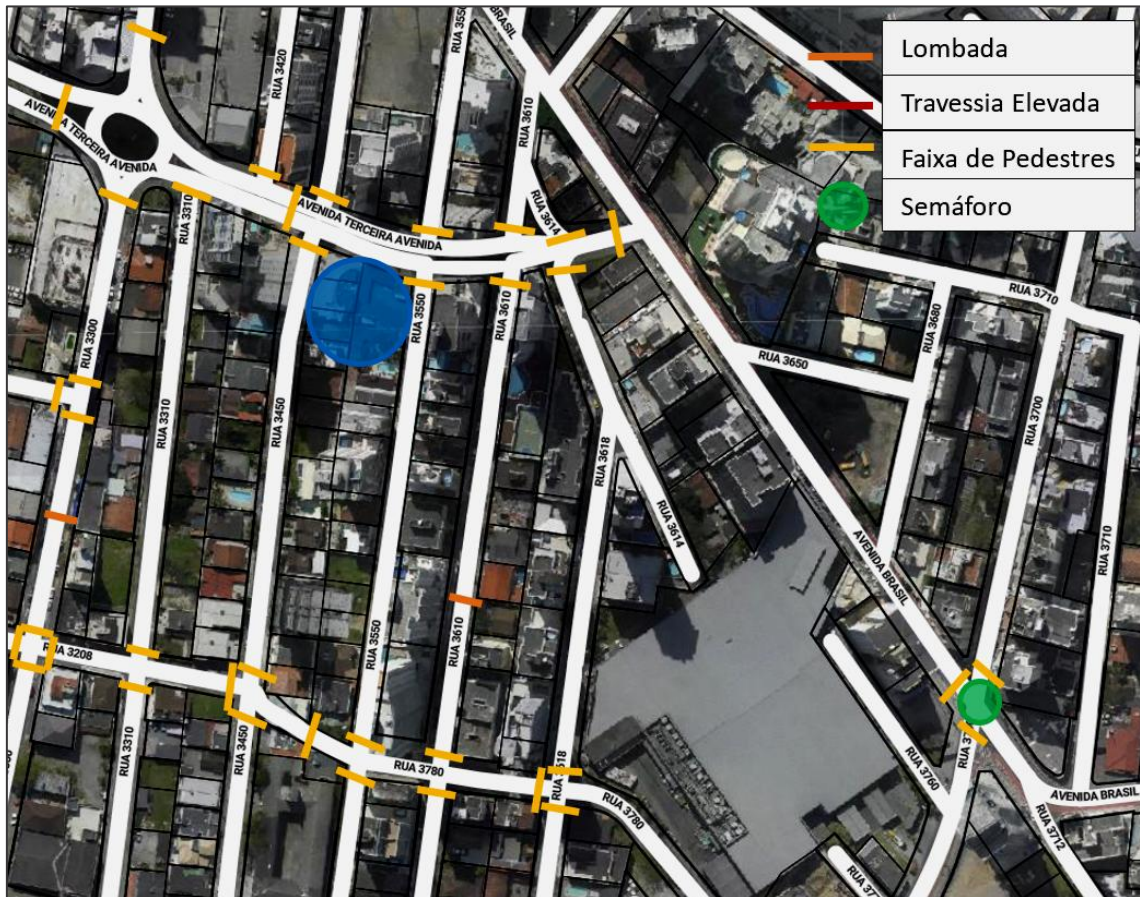 RUA 3550
BRASIL
Lombada
Travessia Elevada
Faixa de Pedestres
Semáforo
RUA 3420
RUA 3610
AVENIDA TERCEIRA AVENIDA
RUA 3310
AVENIDA TERCEIRA AVENIDA
RUA 3614
RUA 3710
RUA 3300
RUA 3550
RUA 3610
RUA 3680
RUA 3650
RUA 3310
RUA 3450
RUA 3700
RUA 3618
RUA 3614
AVENIDA BRASIL
RUA 3710
RUA 3208
RUA 3550
RUA 3610
RUA 3310
RUA 3450
RUA 3780
RUA 3780
RUA 3760
AVENIDA BRASIL
RUA 3712